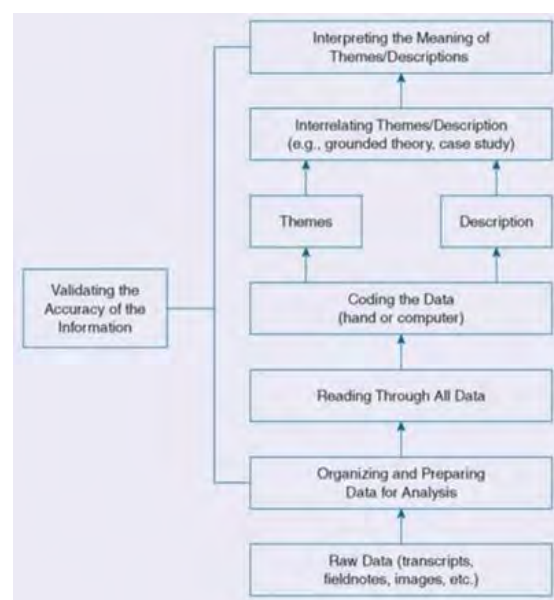 Interpreting the Meaning of
Themes/Descriptions
Interrelating Themes/Description
(e.g., grounded theory, case study)
Themes
Description
Validating the
Accuracy of the
Information
Coding the Data
(hand or computer)
Reading Through All Data
Organizing and Preparing
Data for Analysis
Raw Data (transcripts,
fieldnotes, images, etc.)